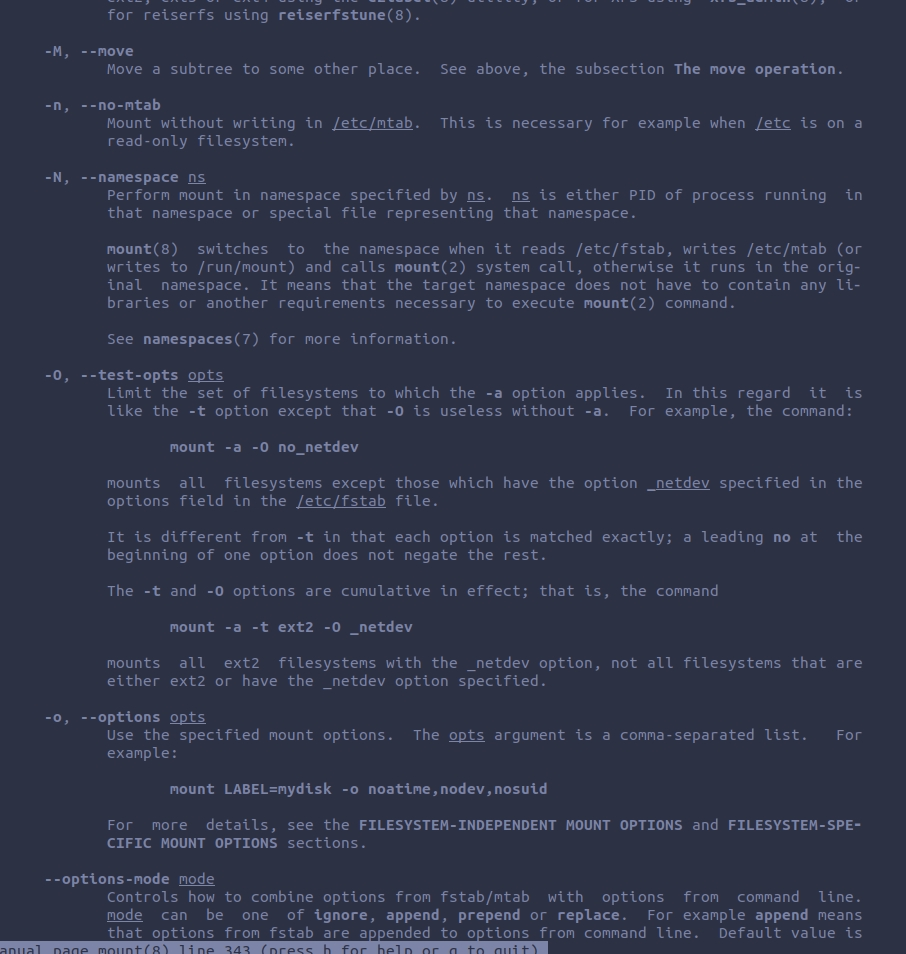 for reiserfs using reiserfstune(8).
-M, --move
Move a subtree to some other place.  See above, the subsection The move operation.
-n, --no-mtab
Mount without writing in /etc/mtab.  This is necessary for example when /etc is on a
read-only filesystem.
-N, --namespace ns
Perform mount in namespace specified by ns.  ns is either PID of process running  in
that namespace or special file representing that namespace.
mount(8)  switches  to  the namespace when it reads /etc/fstab, writes /etc/mtab (or
writes to /run/mount) and calls mount(2) system call, otherwise it runs in the orig-
inal  namespace. It means that the target namespace does not have to contain any li-
braries or another requirements necessary to execute mount(2) command.
See namespaces(7) for more information.
-O, --test-opts opts
Limit the set of filesystems to which the -a option applies.  In this regard  it  is
like the -t option except that -O is useless without -a.  For example, the command:
mount -a -O no_netdev
mounts  all  filesystems except those which have the option _netdev specified in the
options field in the /etc/fstab file.
It is different from -t in that each option is matched exactly; a leading no at  the
beginning of one option does not negate the rest.
The -t and -O options are cumulative in effect; that is, the command
mount -a -t ext2 -O _netdev
mounts  all  ext2  filesystems with the _netdev option, not all filesystems that are
either ext2 or have the _netdev option specified.
-o, --options opts
Use the specified mount options.  The opts argument is a comma-separated list.   For
example:
mount LABEL=mydisk -o noatime,nodev,nosuid
For  more  details, see the FILESYSTEM-INDEPENDENT MOUNT OPTIONS and FILESYSTEM-SPE-
CIFIC MOUNT OPTIONS sections.
--options-mode mode
Controls how to combine options from fstab/mtab  with  options  from  command  line.
mode  can  be  one  of ignore, append, prepend or replace.  For example append means
that options from fstab are appended to options from command line.  Default value is
anual page mount(8) line 343 (press h for help or q to quit)